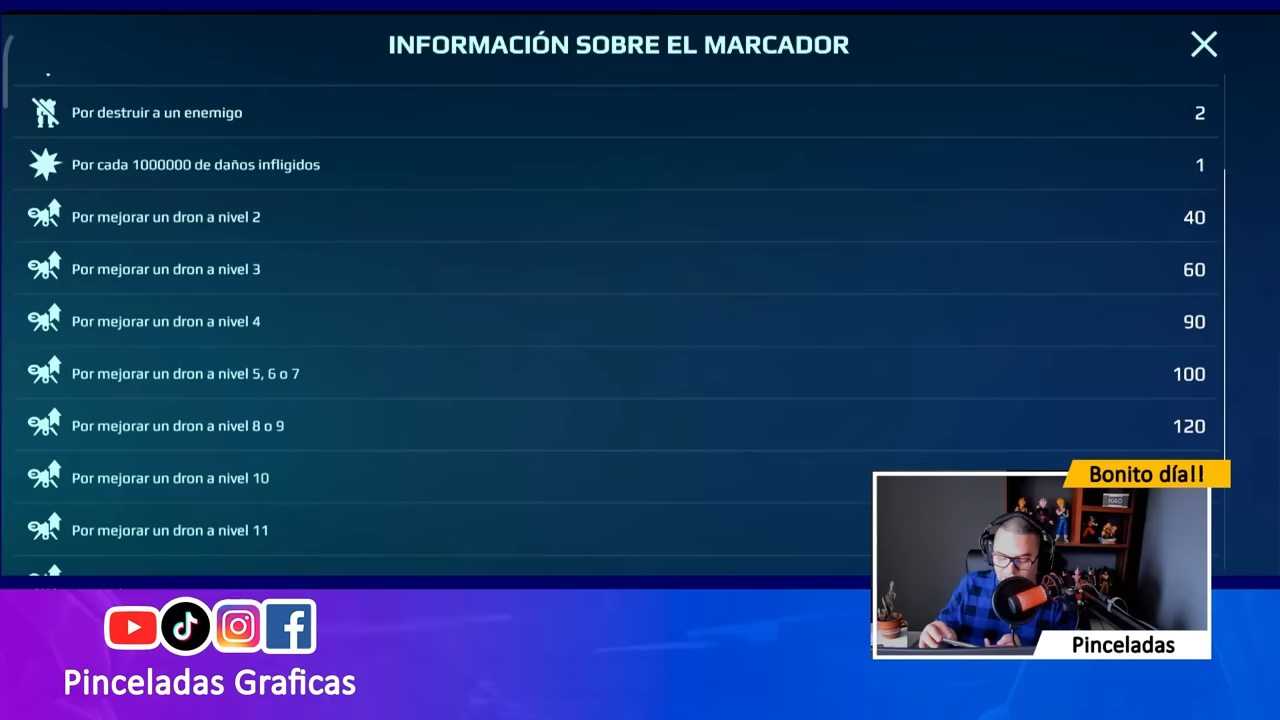 INFORMACIÓN SOBRE EL MARCADOR
Por destruir a un enemigo 2
Por cada 1000000 de daños infligidos 1
Por mejorar un dron a nivel 2 40
Por mejorar un dron a nivel 3 60
Por mejorar un dron a nivel 4 90
Por mejorar un dron a nivel 5, 6 o 7 100
Por mejorar un dron a nivel 8 o 9 120
Por mejorar un dron a nivel 10
Por mejorar un dron a nivel 11
Bonito día!!
K40
Pinceladas
Pinceladas Graficas